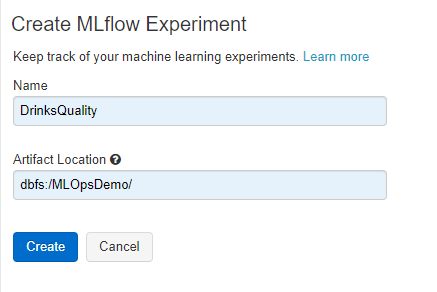 Create MLflow Experiment
Keep track of your machine learning experiments. Learn more
Name
DrinksQuality
Artifact Location ?
dbfs:/MLOpsDemo/
Create Cancel